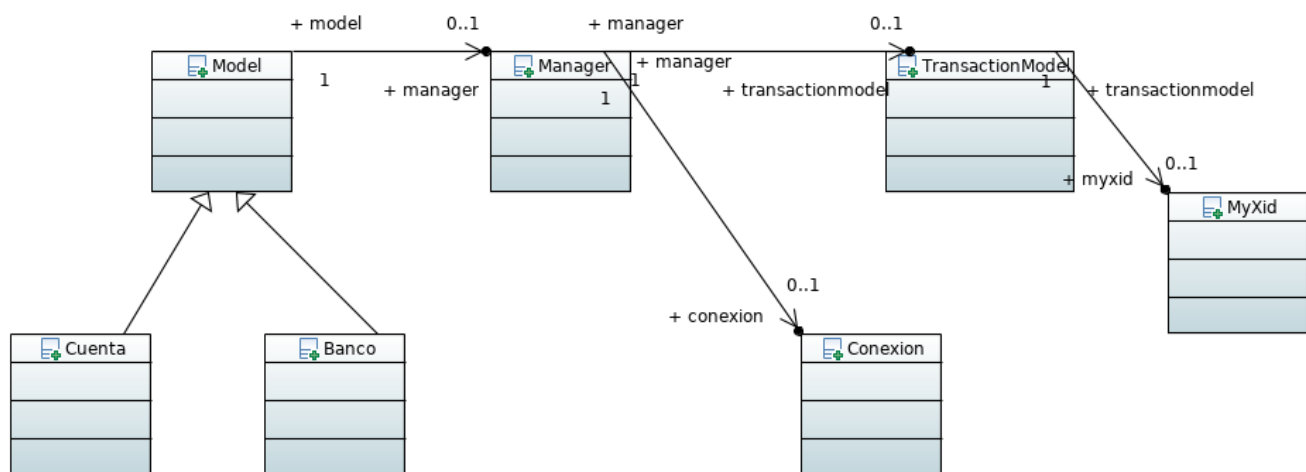 + model
0..1
+ manager
0..1
Model
Manager
+ manager
TransactionModel
1
+ manager
1
1
+ transactionmodel
1
+ transactionmodel
0..1
+ myxid
MyXid
0..1
+ conexion
Cuenta
Banco
Conexion